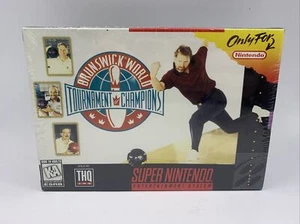 Only For
Nintendo
BRUNSWICK WORLD
TOURNAMENT OF CHAMPIONS
K-A
THQ
SUPER NINTENDO
ENTERTAINMENT SYSTEM